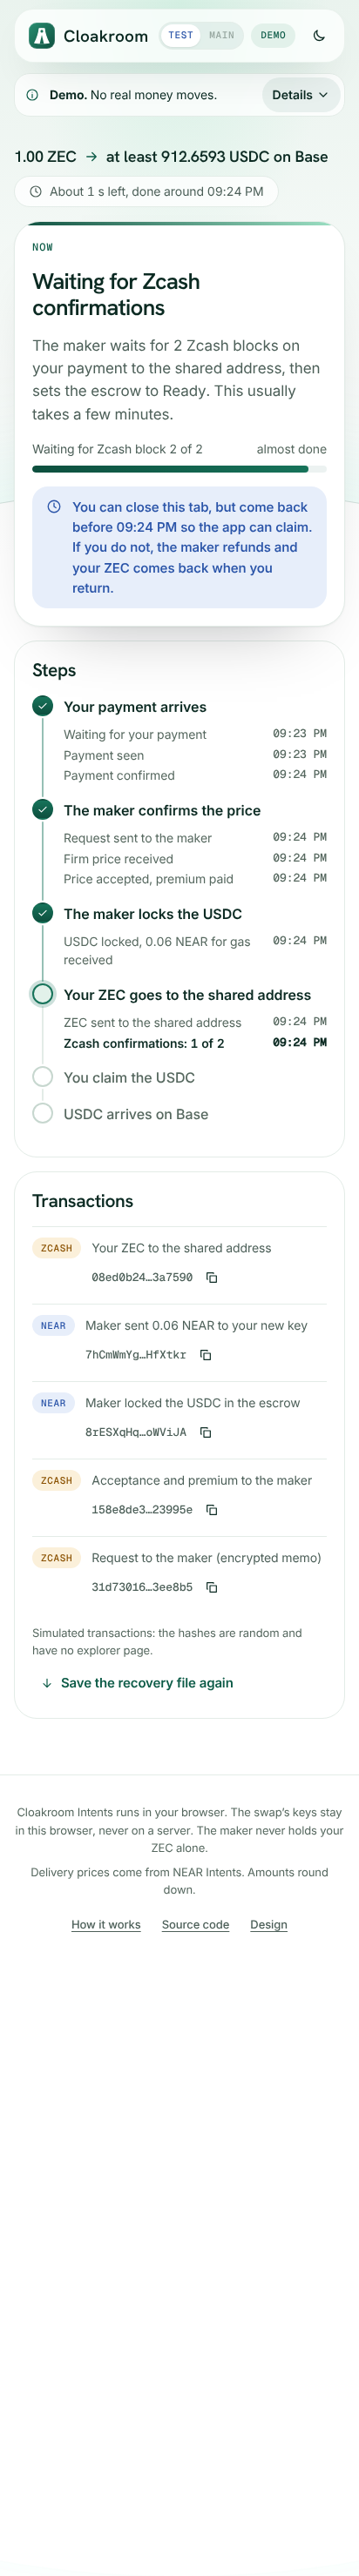 Cloakroom TEST MAIN DEMO
Demo. No real money moves. Details
1.00 ZEC → at least 912.6593 USDC on Base
About 1 s left, done around 09:24 PM
NOW
Waiting for Zcash
confirmations
The maker waits for 2 Zcash blocks on
your payment to the shared address, then
sets the escrow to Ready. This usually
takes a few minutes.
Waiting for Zcash block 2 of 2 almost done
You can close this tab, but come back
before 09:24 PM so the app can claim.
If you do not, the maker refunds and
your ZEC comes back when you
return.
Steps
Your payment arrives
Waiting for your payment 09:23 PM
Payment seen 09:23 PM
Payment confirmed 09:24 PM
The maker confirms the price
Request sent to the maker 09:24 PM
Firm price received 09:24 PM
Price accepted, premium paid 09:24 PM
The maker locks the USDC
USDC locked, 0.06 NEAR for gas 09:24 PM
received
Your ZEC goes to the shared address
ZEC sent to the shared address 09:24 PM
Zcash confirmations: 1 of 2 09:24 PM
You claim the USDC
USDC arrives on Base
Transactions
ZCASH Your ZEC to the shared address
08ed0b24…3a7590
NEAR Maker sent 0.06 NEAR to your new key
7hCmWmYg…HfXtkr
NEAR Maker locked the USDC in the escrow
8rESXqHq…oWViJA
ZCASH Acceptance and premium to the maker
158e8de3…23995e
ZCASH Request to the maker (encrypted memo)
31d73016…3ee8b5
Simulated transactions: the hashes are random and
have no explorer page.
↓ Save the recovery file again
Cloakroom Intents runs in your browser. The swap's keys stay
in this browser, never on a server. The maker never holds your
ZEC alone.
Delivery prices come from NEAR Intents. Amounts round
down.
How it works Source code Design